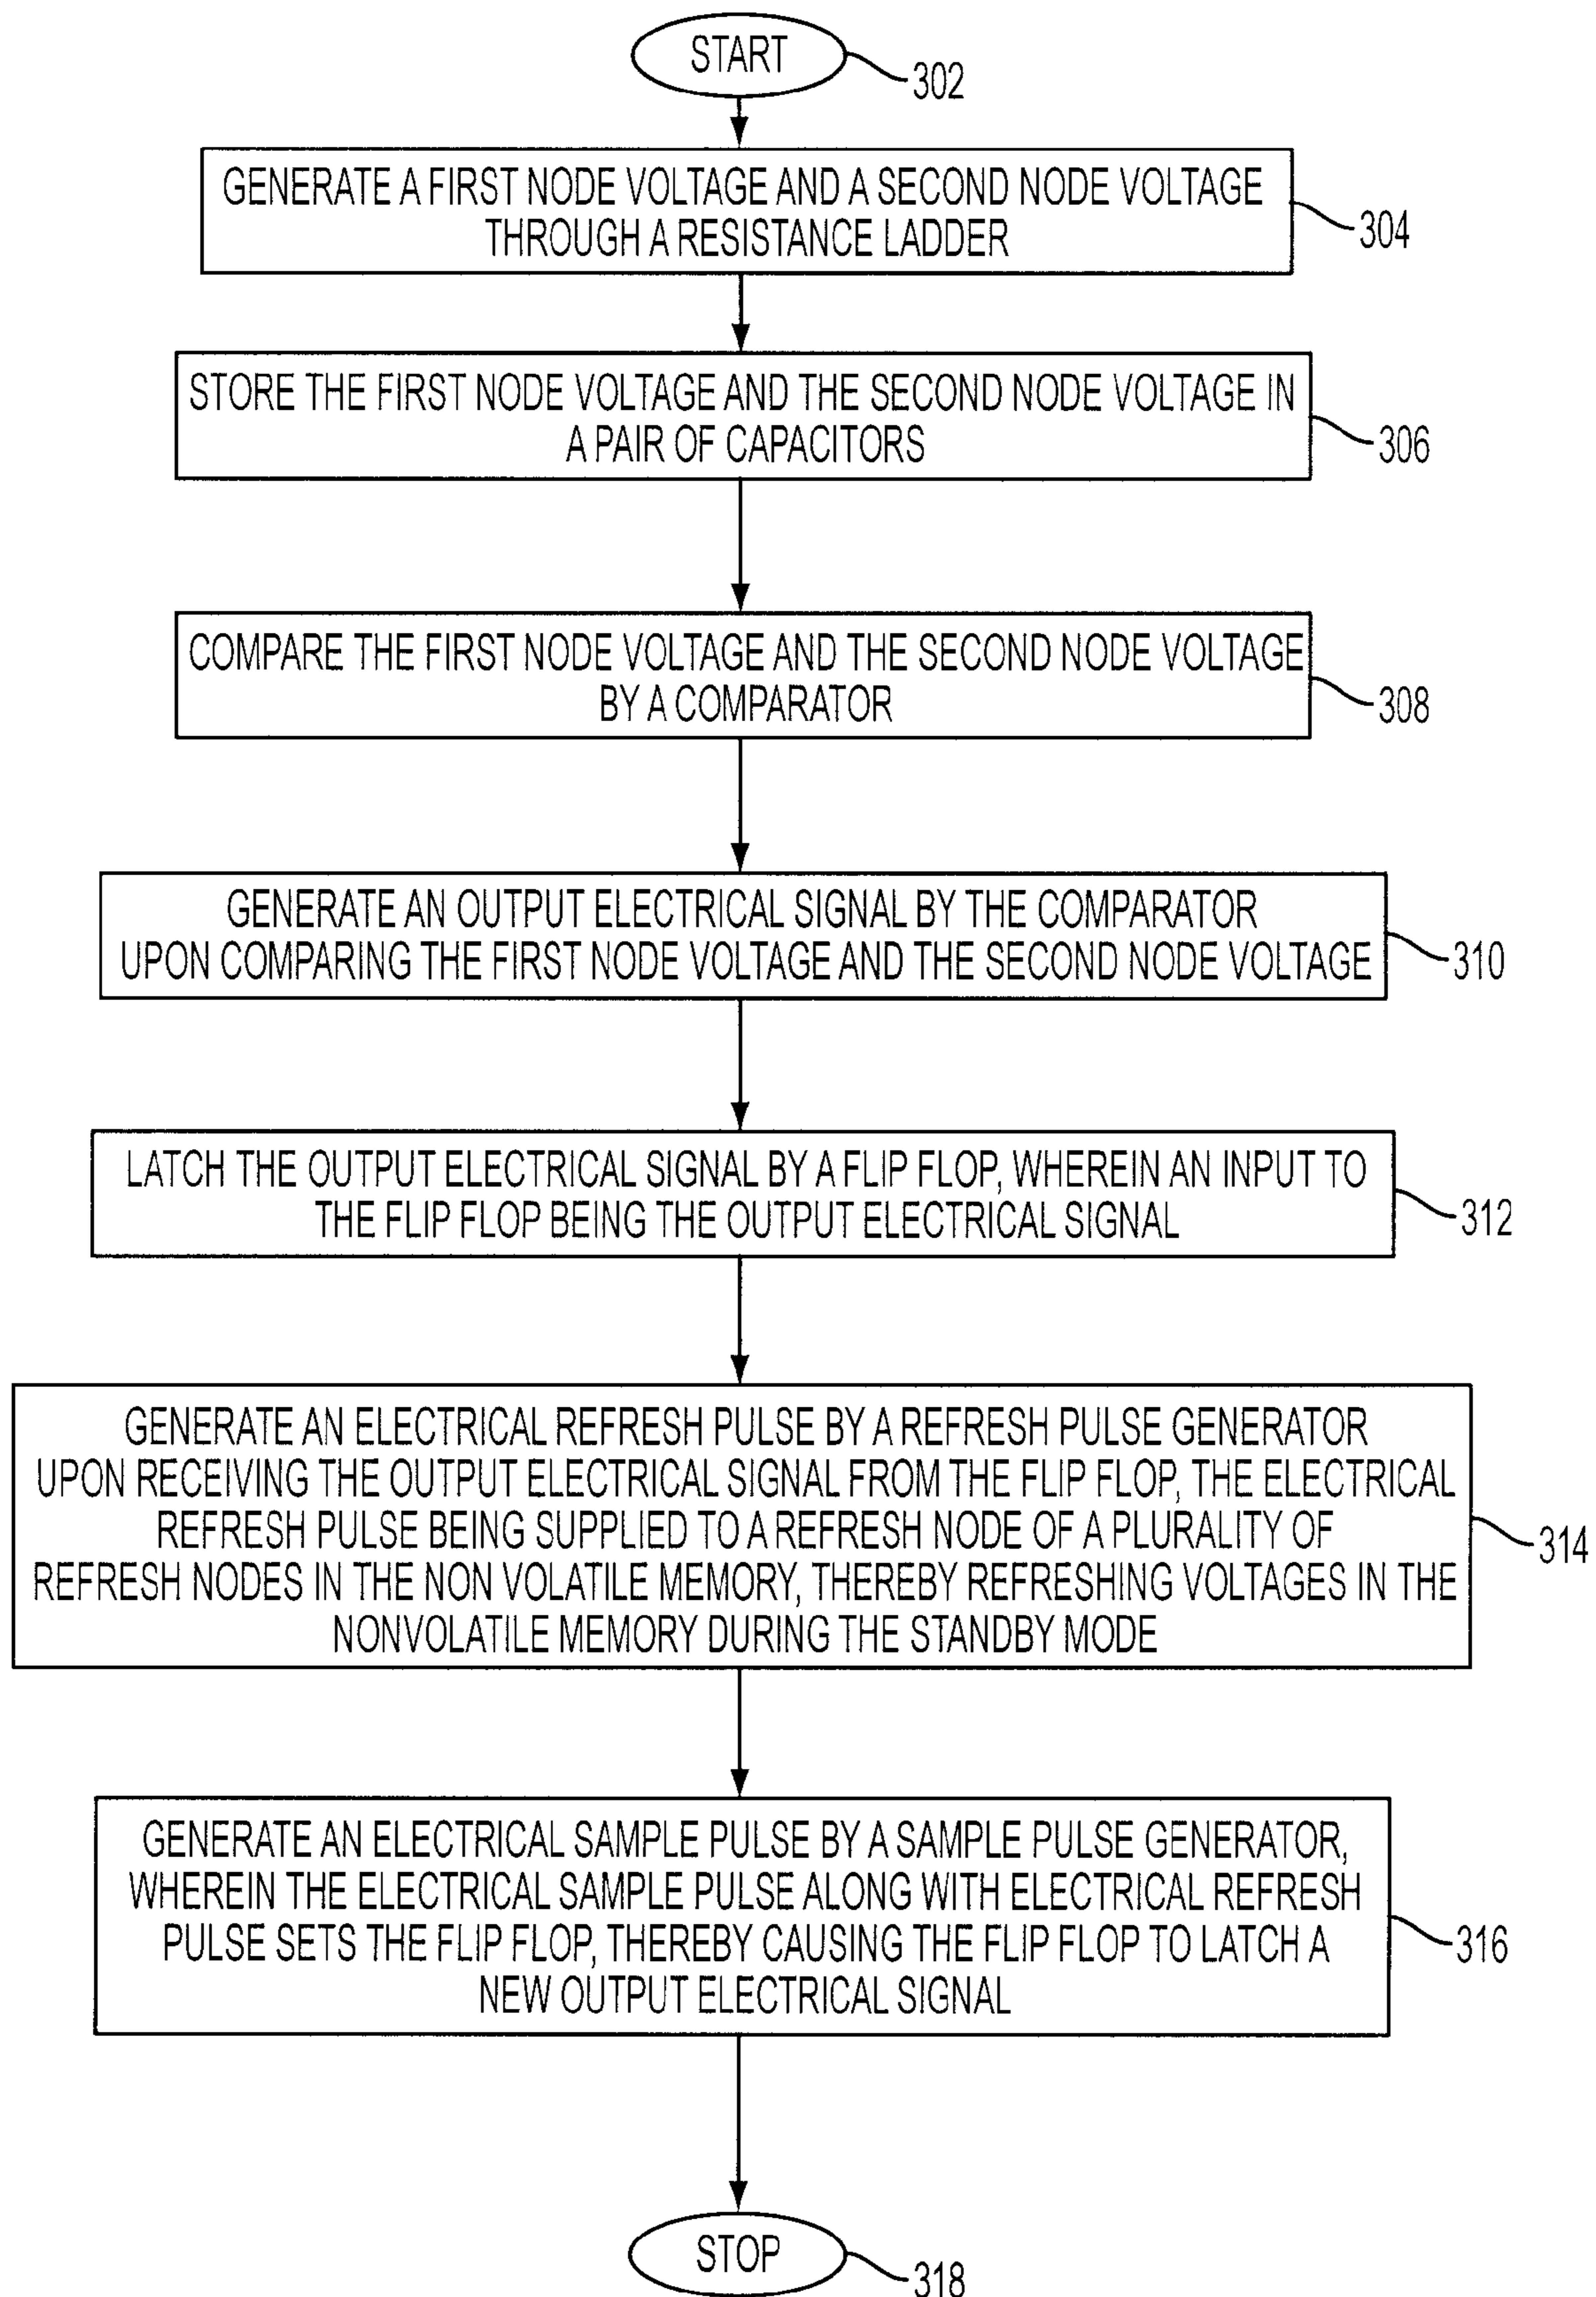 START
302
GENERATE A FIRST NODE VOLTAGE AND A SECOND NODE VOLTAGE
THROUGH A RESISTANCE LADDER
304
STORE THE FIRST NODE VOLTAGE AND THE SECOND NODE VOLTAGE IN
A PAIR OF CAPACITORS
306
COMPARE THE FIRST NODE VOLTAGE AND THE SECOND NODE VOLTAGE
BY A COMPARATOR
308
GENERATE AN OUTPUT ELECTRICAL SIGNAL BY THE COMPARATOR
UPON COMPARING THE FIRST NODE VOLTAGE AND THE SECOND NODE VOLTAGE
310
LATCH THE OUTPUT ELECTRICAL SIGNAL BY A FLIP FLOP, WHEREIN AN INPUT TO
THE FLIP FLOP BEING THE OUTPUT ELECTRICAL SIGNAL
312
GENERATE AN ELECTRICAL REFRESH PULSE BY A REFRESH PULSE GENERATOR
UPON RECEIVING THE OUTPUT ELECTRICAL SIGNAL FROM THE FLIP FLOP, THE ELECTRICAL
REFRESH PULSE BEING SUPPLIED TO A REFRESH NODE OF A PLURALITY OF
REFRESH NODES IN THE NON VOLATILE MEMORY, THEREBY REFRESHING VOLTAGES IN THE
NONVOLATILE MEMORY DURING THE STANDBY MODE
314
GENERATE AN ELECTRICAL SAMPLE PULSE BY A SAMPLE PULSE GENERATOR,
WHEREIN THE ELECTRICAL SAMPLE PULSE ALONG WITH ELECTRICAL REFRESH
PULSE SETS THE FLIP FLOP, THEREBY CAUSING THE FLIP FLOP TO LATCH A
NEW OUTPUT ELECTRICAL SIGNAL
316
STOP
318